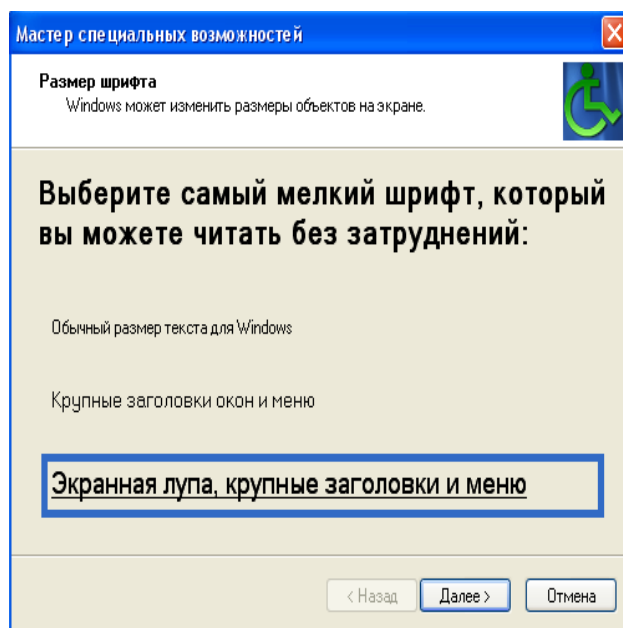 Мастер специальных возможностей
Размер шрифта
Windows может изменить размеры объектов на экране.
Выберите самый мелкий шрифт, который
вы можете читать без затруднений:
Обычный размер текста для Windows
Крупные заголовки окон и меню
Экранная лупа, крупные заголовки и меню
< Назад Далее > Отмена